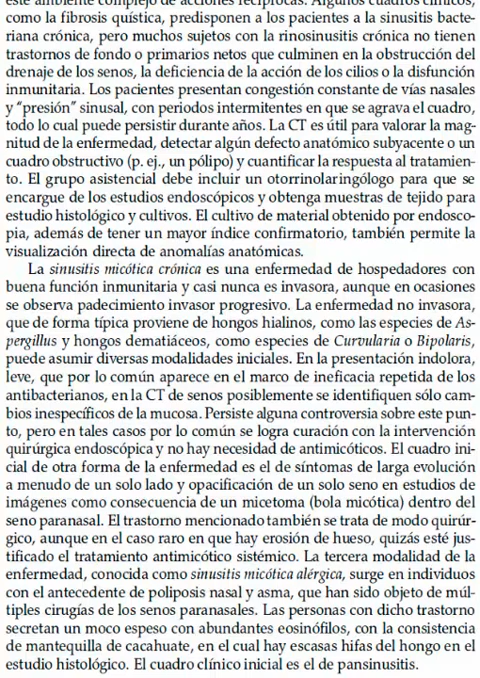 este ambiente complejo de acciones recíprocas. Algunos cuadros clínicos,
como la fibrosis quística, predisponen a los pacientes a la sinusitis bacte-
riana crónica, pero muchos sujetos con la rinosinusitis crónica no tienen
trastornos de fondo o primarios netos que culminen en la obstrucción del
drenaje de los senos, la deficiencia de la acción de los cilios o la disfunción
inmunitaria. Los pacientes presentan congestión constante de vías nasales
y “presión” sinusal, con periodos intermitentes en que se agrava el cuadro,
todo lo cual puede persistir durante años. La CT es útil para valorar la mag-
nitud de la enfermedad, detectar algún defecto anatómico subyacente o un
cuadro obstructivo (p. ej., un pólipo) y cuantificar la respuesta al tratamien-
to. El grupo asistencial debe incluir un otorrinolaringólogo para que se
encargue de los estudios endoscópicos y obtenga muestras de tejido para
estudio histológico y cultivos. El cultivo de material obtenido por endosco-
pia, además de tener un mayor índice confirmatorio, también permite la
visualización directa de anomalías anatómicas.
La sinusitis micótica crónica es una enfermedad de hospedadores con
buena función inmunitaria y casi nunca es invasora, aunque en ocasiones
se observa padecimiento invasor progresivo. La enfermedad no invasora,
que de forma típica proviene de hongos hialinos, como las especies de As-
pergillus y hongos dematiáceos, como especies de Curvularia o Bipolaris,
puede asumir diversas modalidades iniciales. En la presentación indolora,
leve, que por lo común aparece en el marco de ineficacia repetida de los
antibacterianos, en la CT de senos posiblemente se identifiquen sólo cam-
bios inespecíficos de la mucosa. Persiste alguna controversia sobre este pun-
to, pero en tales casos por lo común se logra curación con la intervención
quirúrgica endoscópica y no hay necesidad de antimicóticos. El cuadro ini-
cial de otra forma de la enfermedad es el de síntomas de larga evolución
a menudo de un solo lado y opacificación de un solo seno en estudios de
imágenes como consecuencia de un micetoma (bola micótica) dentro del
seno paranasal. El trastorno mencionado también se trata de modo quirúr-
gico, aunque en el caso raro en que hay erosión de hueso, quizás esté jus-
tificado el tratamiento antimicótico sistémico. La tercera modalidad de la
enfermedad, conocida como sinusitis micótica alérgica, surge en individuos
con el antecedente de poliposis nasal y asma, que han sido objeto de múl-
tiples cirugías de los senos paranasales. Las personas con dicho trastorno
secretan un moco espeso con abundantes eosinófilos, con la consistencia
de mantequilla de cacahuate, en el cual hay escasas hifas del hongo en el
estudio histológico. El cuadro clínico inicial es el de pansinusitis.